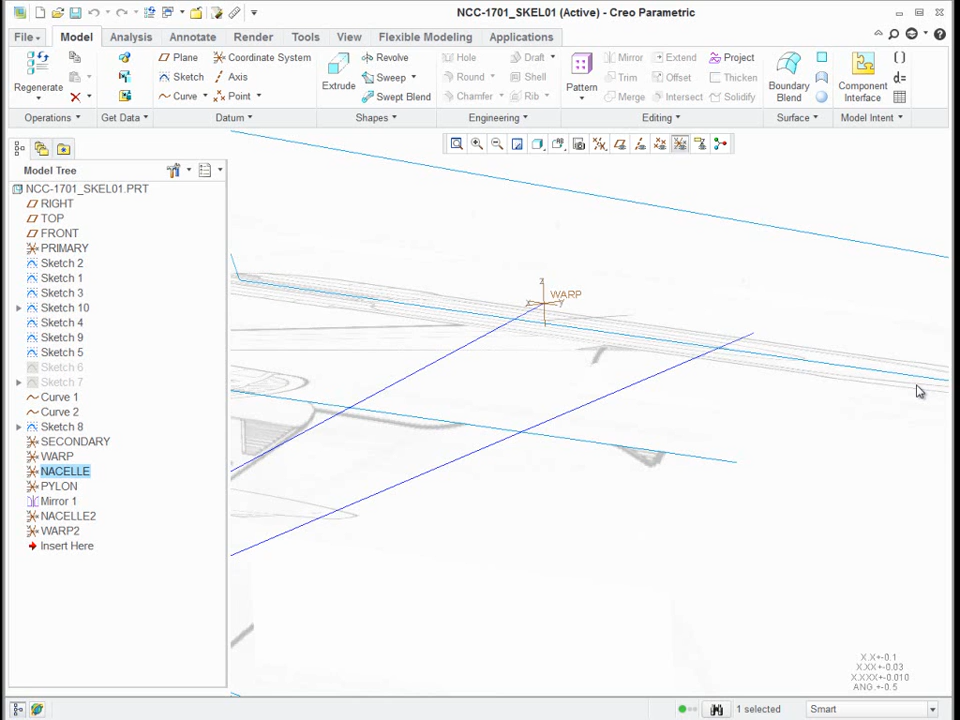 NCC-1701_SKEL01 (Active) - Creo Parametric
File Model Analysis Annotate Render Tools View Flexible Modeling Applications
Regenerate
Operations
Get Data
Plane
Sketch
Curve
Coordinate System
Axis
Point
Datum
Extrude
Revolve
Sweep
Swept Blend
Shapes
Hole
Round
Chamfer
Draft
Shell
Rib
Engineering
Pattern
Mirror
Trim
Merge
Extend
Offset
Intersect
Project
Thicken
Solidify
Editing
Boundary
Blend
Surface
Component
Interface
Model Intent
Model Tree
NCC-1701_SKEL01.PRT
RIGHT
TOP
FRONT
PRIMARY
Sketch 2
Sketch 1
Sketch 3
Sketch 10
Sketch 4
Sketch 9
Sketch 5
Sketch 6
Sketch 7
Curve 1
Curve 2
Sketch 8
SECONDARY
WARP
NACELLE
PYLON
Mirror 1
NACELLE2
WARP2
Insert Here
z
WARP
x
y
X.X+-0.1
X.XX+-0.03
X.XXX+-0.010
ANG.+-0.5
1 selected
Smart